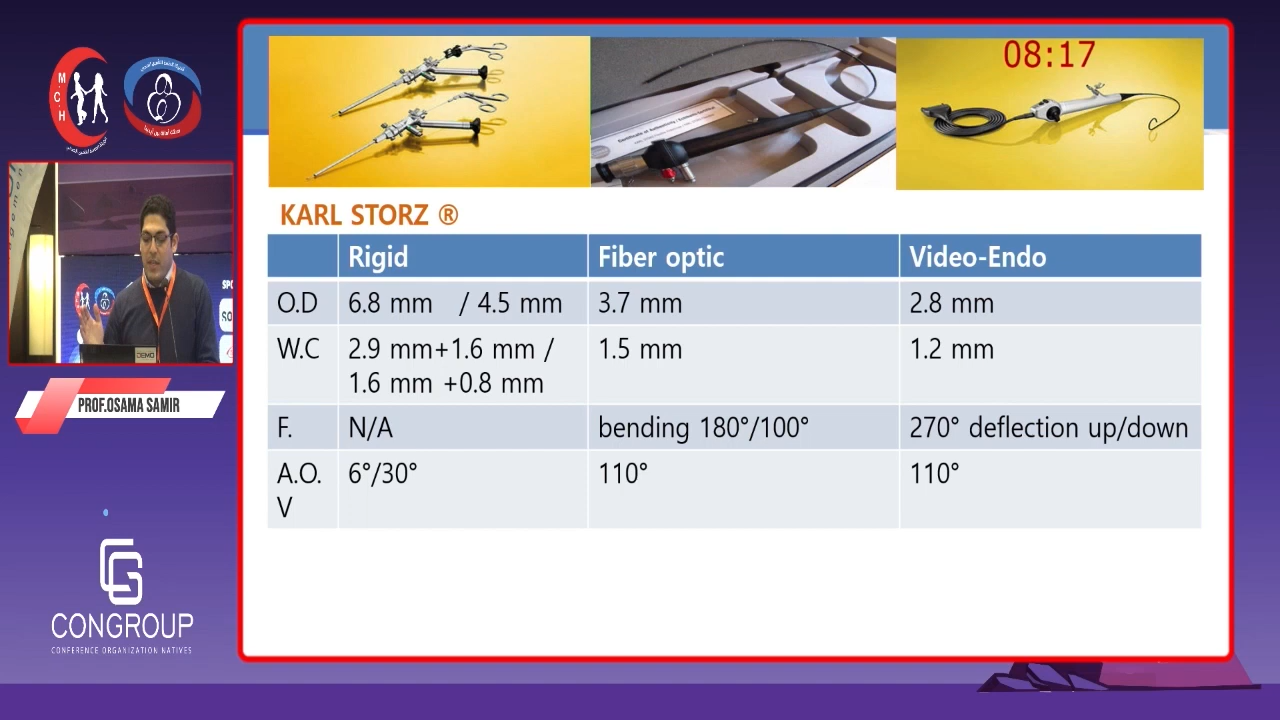 M.C.H
08:17
KARL STORZ ®
Rigid Fiber optic Video-Endo
O.D 6.8 mm / 4.5 mm 3.7 mm 2.8 mm
W.C 2.9 mm+1.6 mm / 1.5 mm 1.2 mm
1.6 mm +0.8 mm
F. N/A bending 180°/100° 270° deflection up/down
A.O. 6°/30° 110° 110°
V
DEMO
PROF.OSAMA SAMIR
CONGROUP
CONFERENCE ORGANIZATION NATIVES